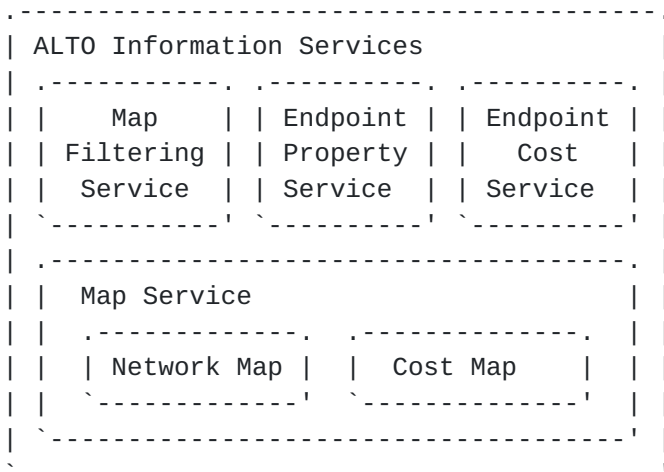 ALTO Information Services
Map Endpoint Endpoint
Filtering Property Cost
Service Service Service
Map Service
Network Map Cost Map